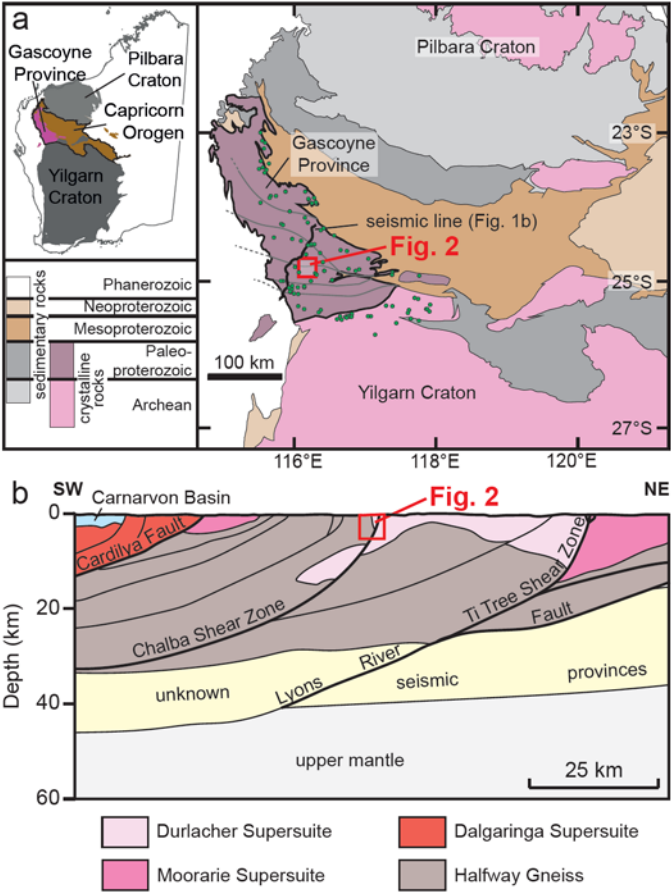 a
Gascoyne
Province
Pilbara
Craton
Capricorn
Orogen
Yilgarn
Craton
Phanerozoic
Neoproterozoic
Mesoproterozoic
Paleo-
proterozoic
Archean
sedimentary rocks
crystalline
rocks
Pilbara Craton
Gascoyne
Province
seismic line (Fig. 1b)
Fig. 2
100 km
Yilgarn Craton
23°S
25°S
27°S
116°E
118°E
120°E
b
SW
NE
Carnarvon Basin
Fig. 2
Cardilya Fault
Chalba Shear Zone
Ti Tree Shear Zone
Lyons River Fault
unknown seismic provinces
upper mantle
Depth (km)
0
20
40
60
25 km
Durlacher Supersuite
Dalgaringa Supersuite
Moorarie Supersuite
Halfway Gneiss